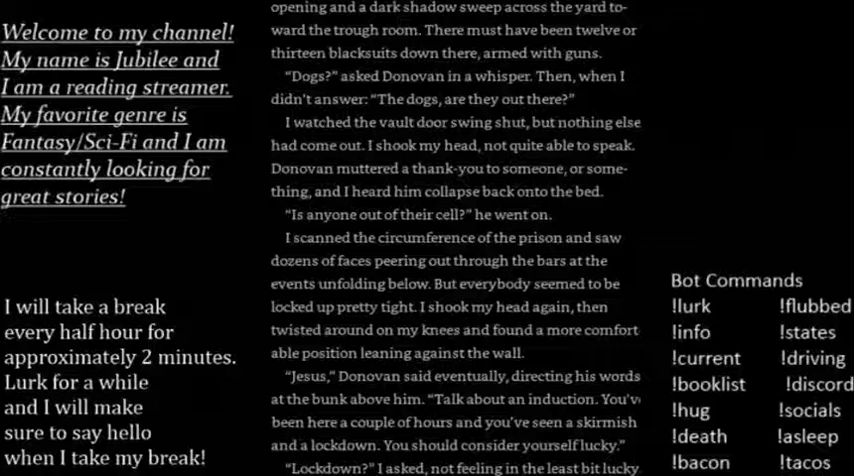 Welcome to my channel!
My name is Jubilee and
I am a reading streamer.
My favorite genre is
Fantasy/Sci-Fi and I am
constantly looking for
great stories!
I will take a break
every half hour for
approximately 2 minutes.
Lurk for a while
and I will make
sure to say hello
when I take my break!
opening and a dark shadow sweep across the yard to-
ward the trough room. There must have been twelve or
thirteen blacksuits down there, armed with guns.
“Dogs?” asked Donovan in a whisper. Then, when I
didn't answer: “The dogs, are they out there?”
I watched the vault door swing shut, but nothing else
had come out. I shook my head, not quite able to speak.
Donovan muttered a thank-you to someone, or some-
thing, and I heard him collapse back onto the bed.
“Is anyone out of their cell?” he went on.
I scanned the circumference of the prison and saw
dozens of faces peering out through the bars at the
events unfolding below. But everybody seemed to be
locked up pretty tight. I shook my head again, then
twisted around on my knees and found a more comfort
able position leaning against the wall.
“Jesus,” Donovan said eventually, directing his words
at the bunk above him. “Talk about an induction. You'v
been here a couple of hours and you've seen a skirmish
and a lockdown. You should consider yourself lucky.”
“Lockdown?” I asked, not feeling in the least bit lucky
Bot Commands
!lurk !flubbed
!info !states
!current !driving
!booklist !discord
!hug !socials
!death !asleep
!bacon !tacos